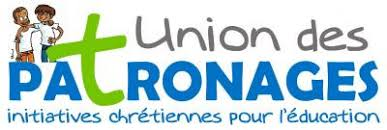 Union des
PATRONAGES
initiatives chrétiennes pour l'éducation